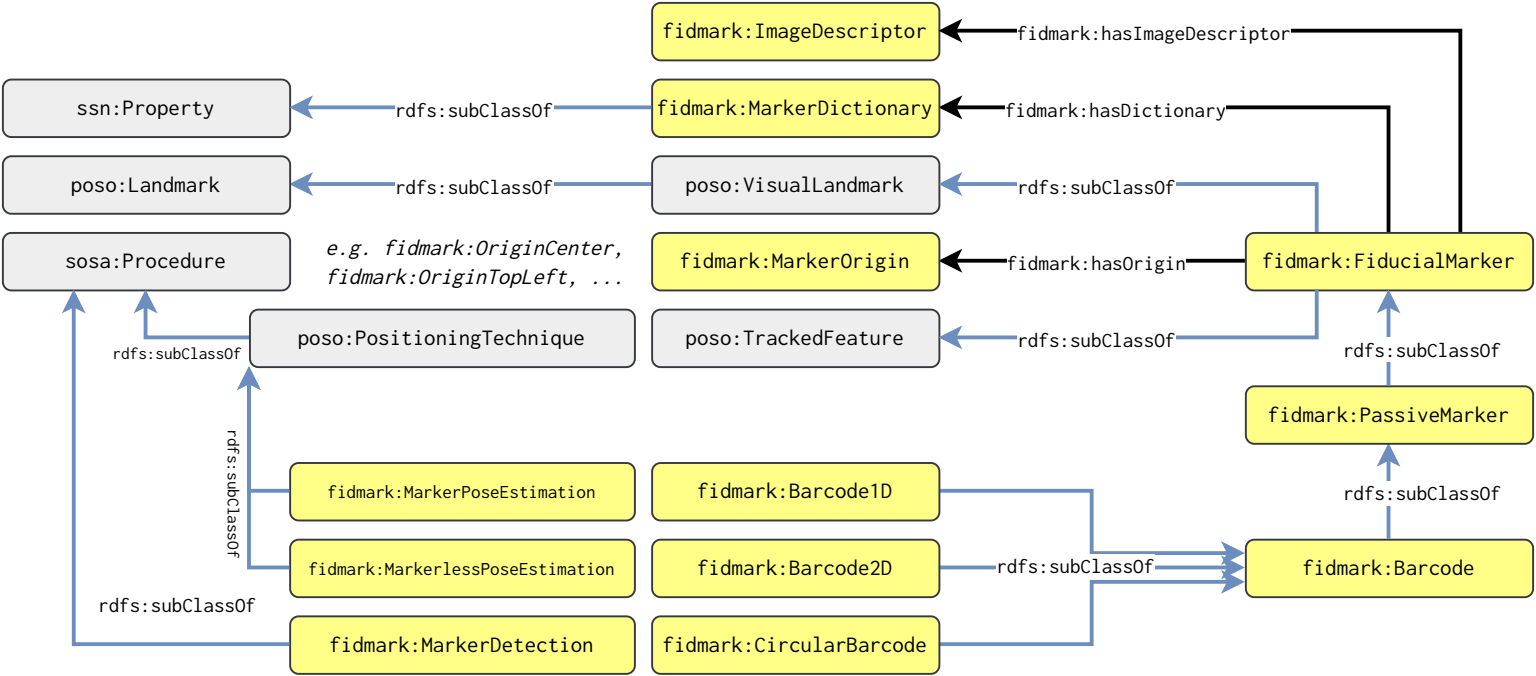 fidmark:ImageDescriptor
fidmark:hasImageDescriptor
ssn:Property
rdfs:subClassOf
fidmark:MarkerDictionary
fidmark:hasDictionary
poso:Landmark
rdfs:subClassOf
poso:VisualLandmark
rdfs:subClassOf
sosa:Procedure
e.g. fidmark:OriginCenter,
fidmark:OriginTopLeft, ...
fidmark:MarkerOrigin
fidmark:hasOrigin
fidmark:FiducialMarker
rdfs:subClassOf
poso:PositioningTechnique
poso:TrackedFeature
rdfs:subClassOf
rdfs:subClassOf
fidmark:PassiveMarker
rdfs:subClassOf
fidmark:MarkerPoseEstimation
fidmark:Barcode1D
rdfs:subClassOf
fidmark:MarkerlessPoseEstimation
fidmark:Barcode2D
rdfs:subClassOf
fidmark:Barcode
rdfs:subClassOf
fidmark:MarkerDetection
fidmark:CircularBarcode